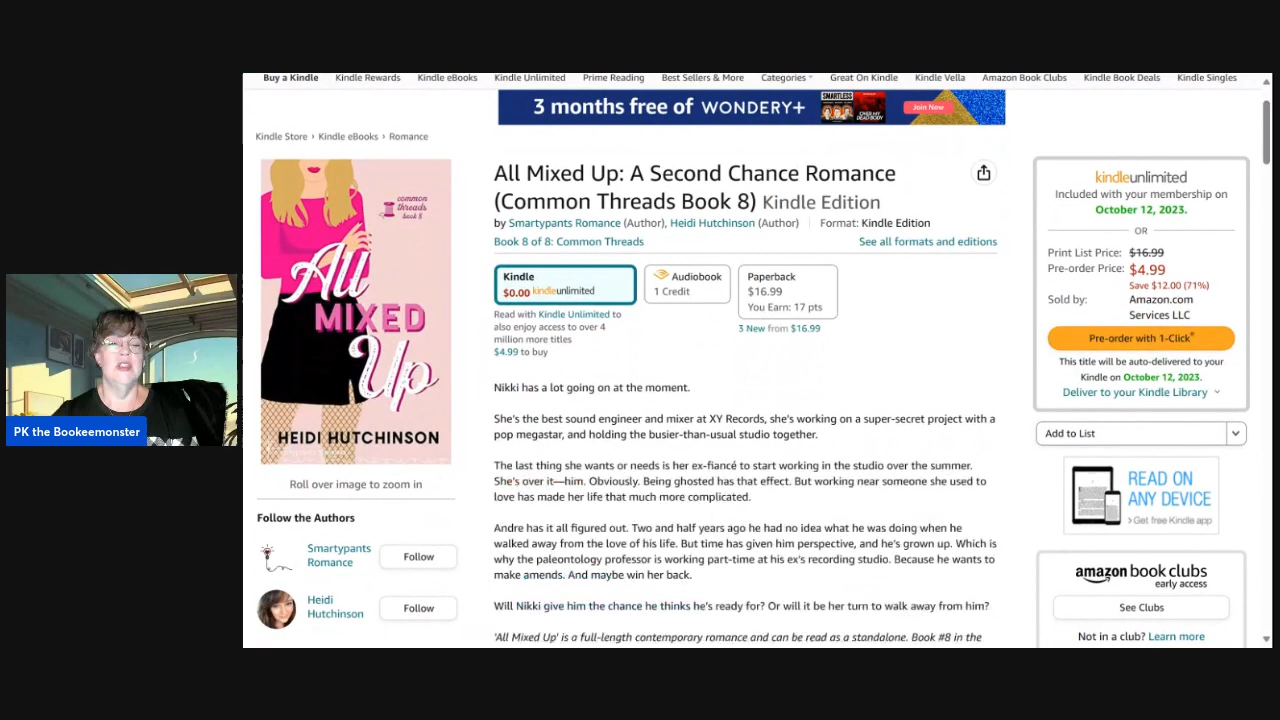 Buy a Kindle Kindle Rewards Kindle eBooks Kindle Unlimited Prime Reading Best Sellers & More Categories Great On Kindle Kindle Vella Amazon Book Clubs Kindle Book Deals Kindle Singles
3 months free of WONDERY+
SMARTLESS
Join Now
Kindle Store › Kindle eBooks › Romance
common
threads
book 8
All
MIXED
Up
HEIDI HUTCHINSON
Roll over image to zoom in
Follow the Authors
Smartypants
Romance
Follow
Heidi
Hutchinson
Follow
PK the Bookeemonster
All Mixed Up: A Second Chance Romance
(Common Threads Book 8) Kindle Edition
by Smartypants Romance (Author), Heidi Hutchinson (Author) Format: Kindle Edition
Book 8 of 8: Common Threads See all formats and editions
Kindle
$0.00 kindleunlimited
Read with Kindle Unlimited to
also enjoy access to over 4
million more titles
$4.99 to buy
Audiobook
1 Credit
Paperback
$16.99
You Earn: 17 pts
3 New from $16.99
Nikki has a lot going on at the moment.
She's the best sound engineer and mixer at XY Records, she's working on a super-secret project with a
pop megastar, and holding the busier-than-usual studio together.
The last thing she wants or needs is her ex-fiancé to start working in the studio over the summer.
She's over it—him. Obviously. Being ghosted has that effect. But working near someone she used to
love has made her life that much more complicated.
Andre has it all figured out. Two and half years ago he had no idea what he was doing when he
walked away from the love of his life. But time has given him perspective, and he's grown up. Which is
why the paleontology professor is working part-time at his ex's recording studio. Because he wants to
make amends. And maybe win her back.
Will Nikki give him the chance he thinks he's ready for? Or will it be her turn to walk away from him?
'All Mixed Up' is a full-length contemporary romance and can be read as a standalone. Book #8 in the
kindleunlimited
Included with your membership on
October 12, 2023.
OR
Print List Price: $16.99
Pre-order Price: $4.99
Save $12.00 (71%)
Sold by: Amazon.com
Services LLC
Pre-order with 1-Click®
This title will be auto-delivered to your
Kindle on October 12, 2023.
Deliver to your Kindle Library
Add to List
READ ON
ANY DEVICE
› Get free Kindle app
amazon book clubs
early access
See Clubs
Not in a club? Learn more